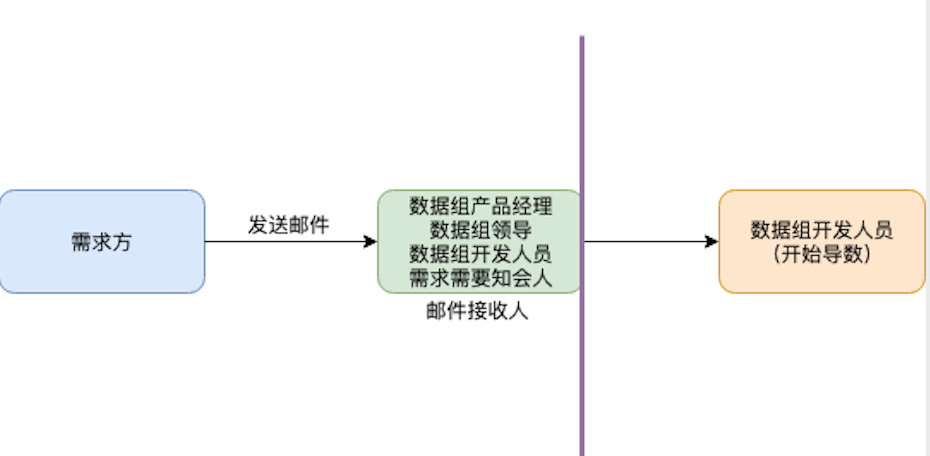 需求方
发送邮件
数据组产品经理
数据组领导
数据组开发人员
需求需要知会人
邮件接收人
数据组开发人员
（开始导数）